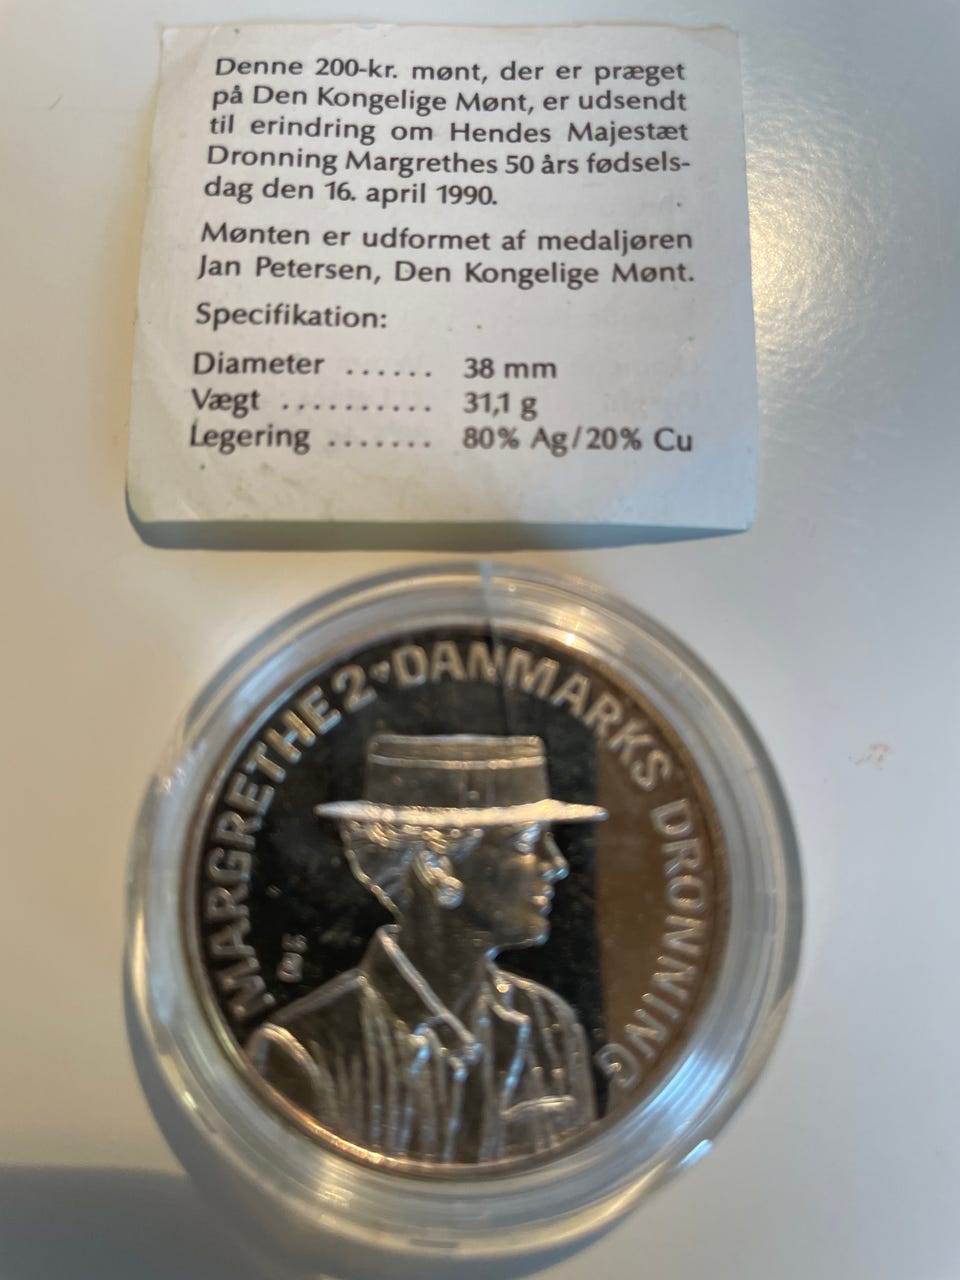 Denne 200-kr. mønt, der er præget
på Den Kongelige Mønt, er udsendt
til erindring om Hendes Majestæt
Dronning Margrethes 50 års fødsels-
dag den 16. april 1990.
Mønten er udformet af medaljøren
Jan Petersen, Den Kongelige Mønt.
Specifikation:
Diameter ...... 38 mm
Vægt .......... 31,1 g
Legering ....... 80% Ag/20% Cu
MARGRETHE 2 DANMARKS DRONNING